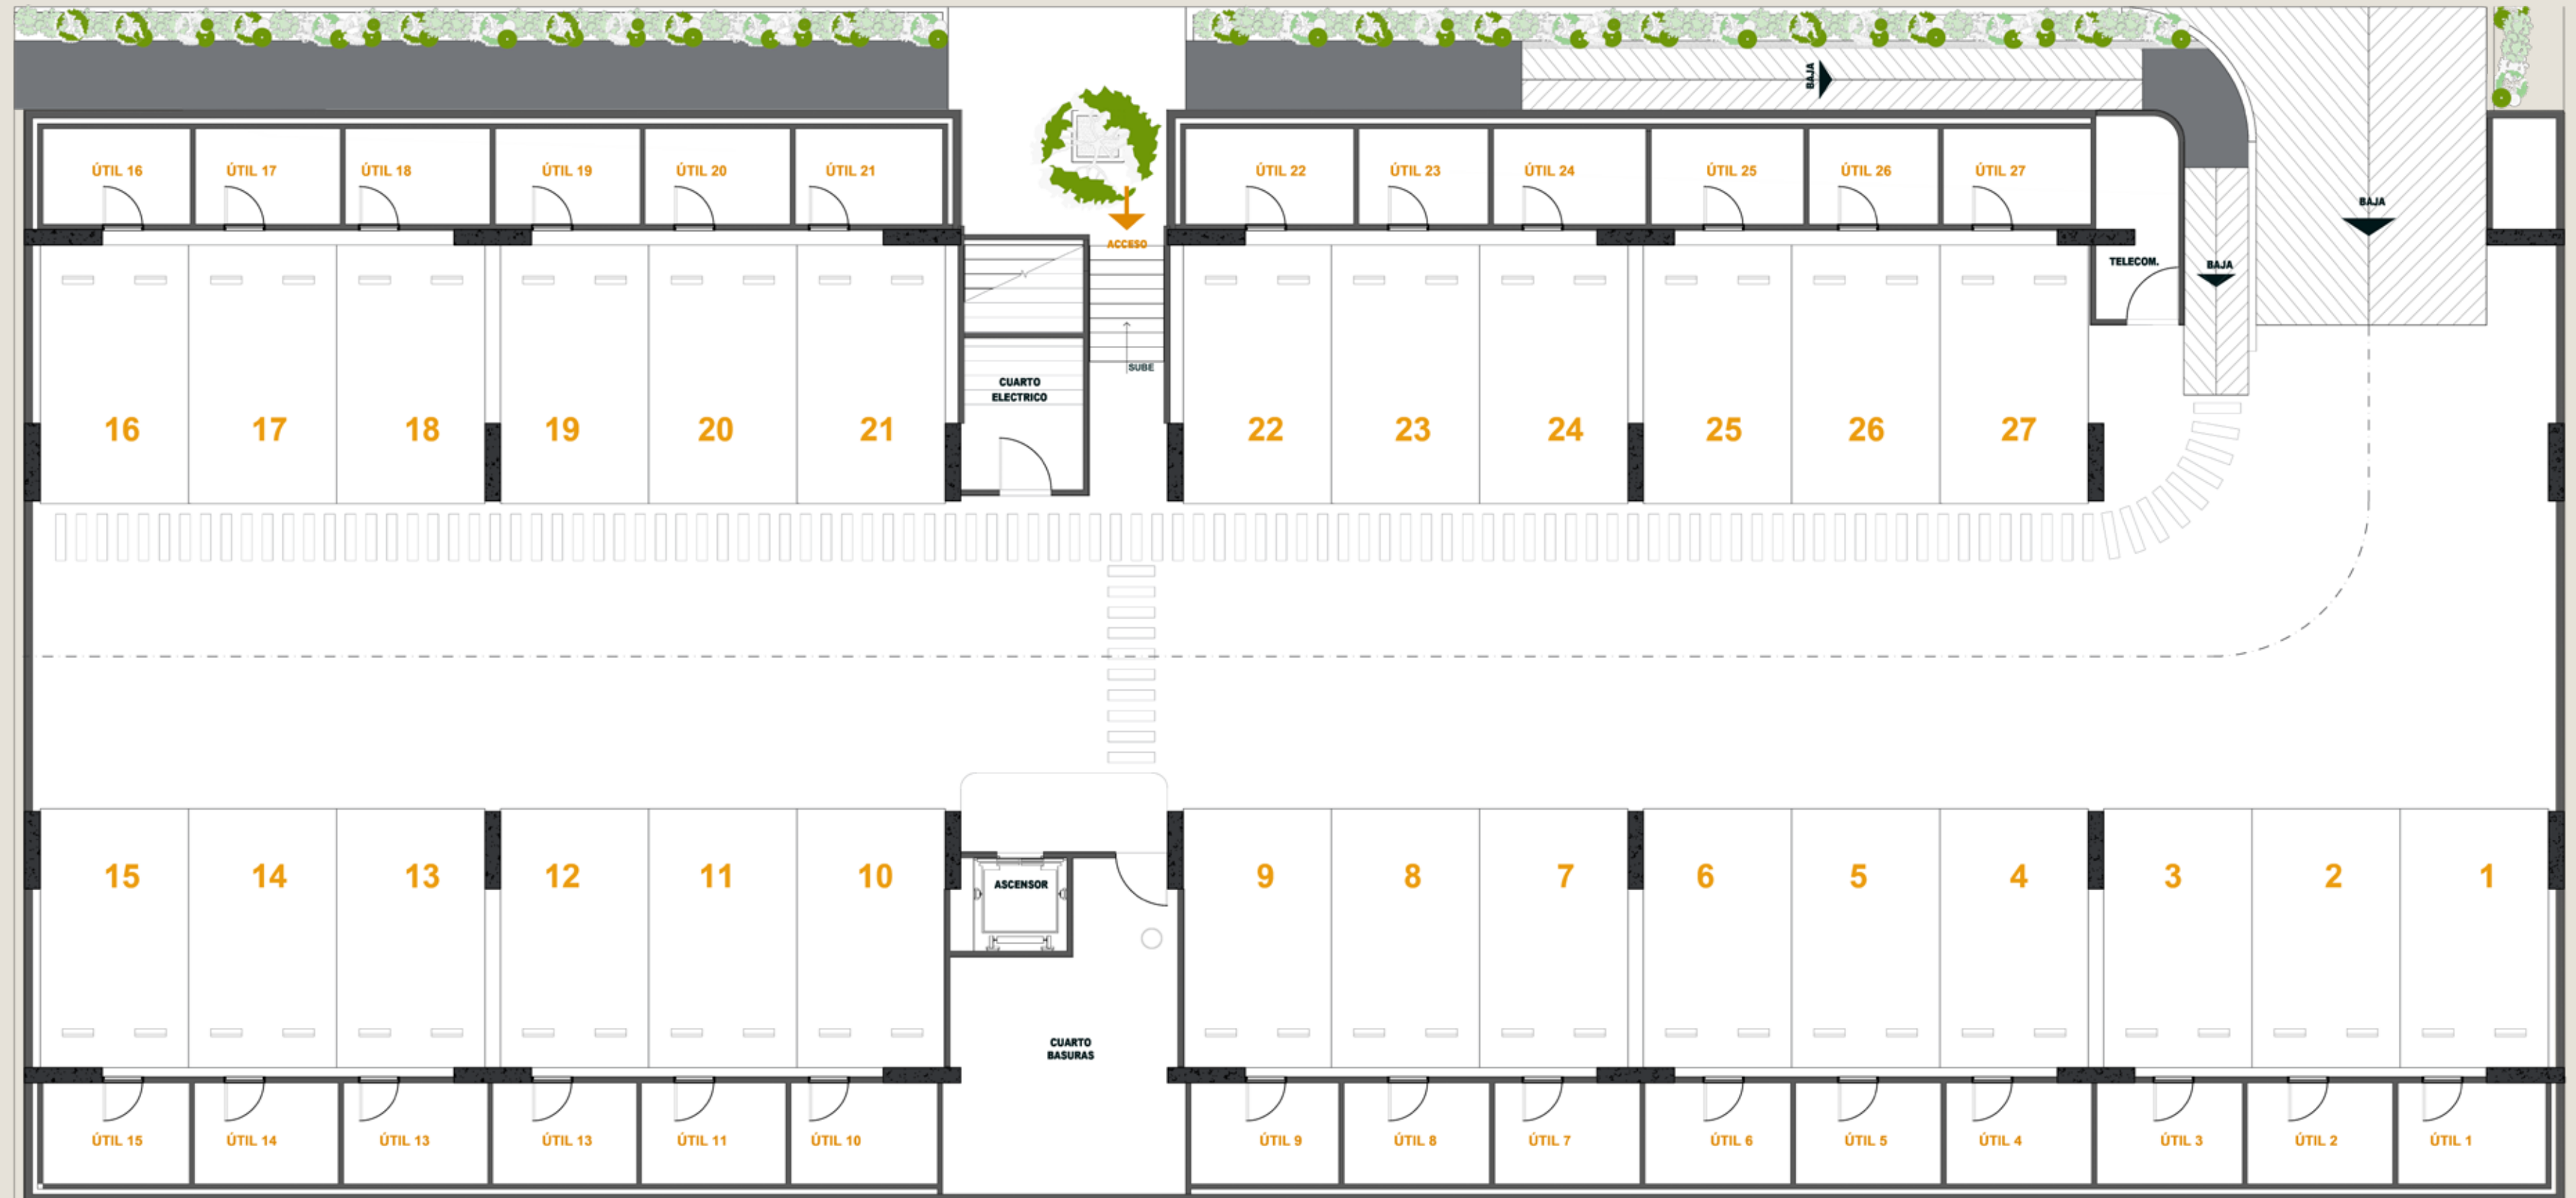 BAJA
ÚTIL 16
ÚTIL 17
ÚTIL 18
ÚTIL 19
ÚTIL 20
ÚTIL 21
ÚTIL 22
ÚTIL 23
ÚTIL 24
ÚTIL 25
ÚTIL 26
ÚTIL 27
BAJA
ACCESO
TELECOM.
BAJA
SUBE
CUARTO
ELECTRICO
16
17
18
19
20
21
22
23
24
25
26
27
15
14
13
12
11
10
ASCENSOR
9
8
7
6
5
4
3
2
1
CUARTO
BASURAS
ÚTIL 15
ÚTIL 14
ÚTIL 13
ÚTIL 13
ÚTIL 11
ÚTIL 10
ÚTIL 9
ÚTIL 8
ÚTIL 7
ÚTIL 6
ÚTIL 5
ÚTIL 4
ÚTIL 3
ÚTIL 2
ÚTIL 1